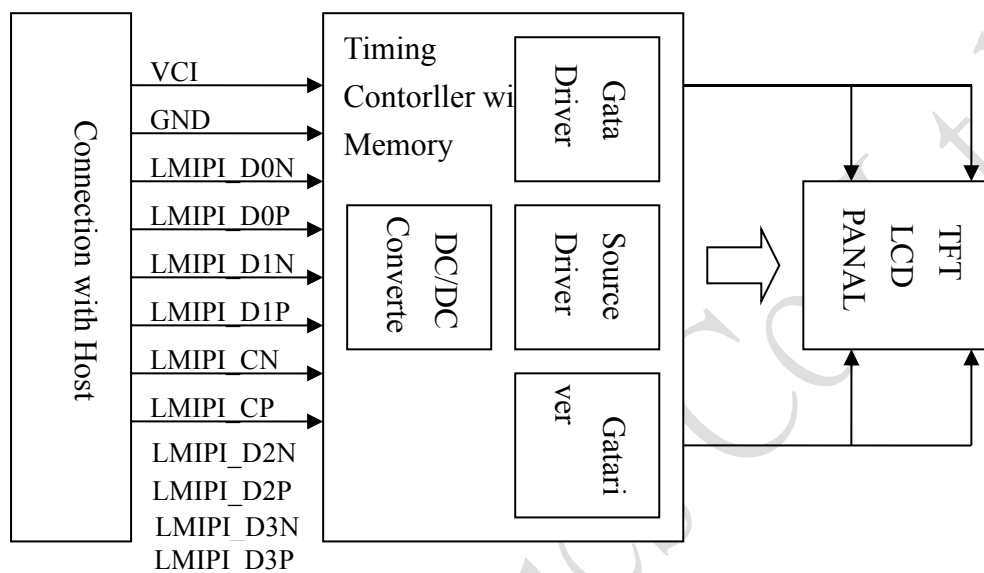 Connection with Host
VCI
GND
LMIPI_D0N
LMIPI_D0P
LMIPI_D1N
LMIPI_D1P
LMIPI_CN
LMIPI_CP
LMIPI_D2N
LMIPI_D2P
LMIPI_D3N
LMIPI_D3P
Timing
Contorller wi
Memory
DC/DC
Converte
Gata
Driver
Source
Driver
Gatari
ver
TFT
LCD
PANAL